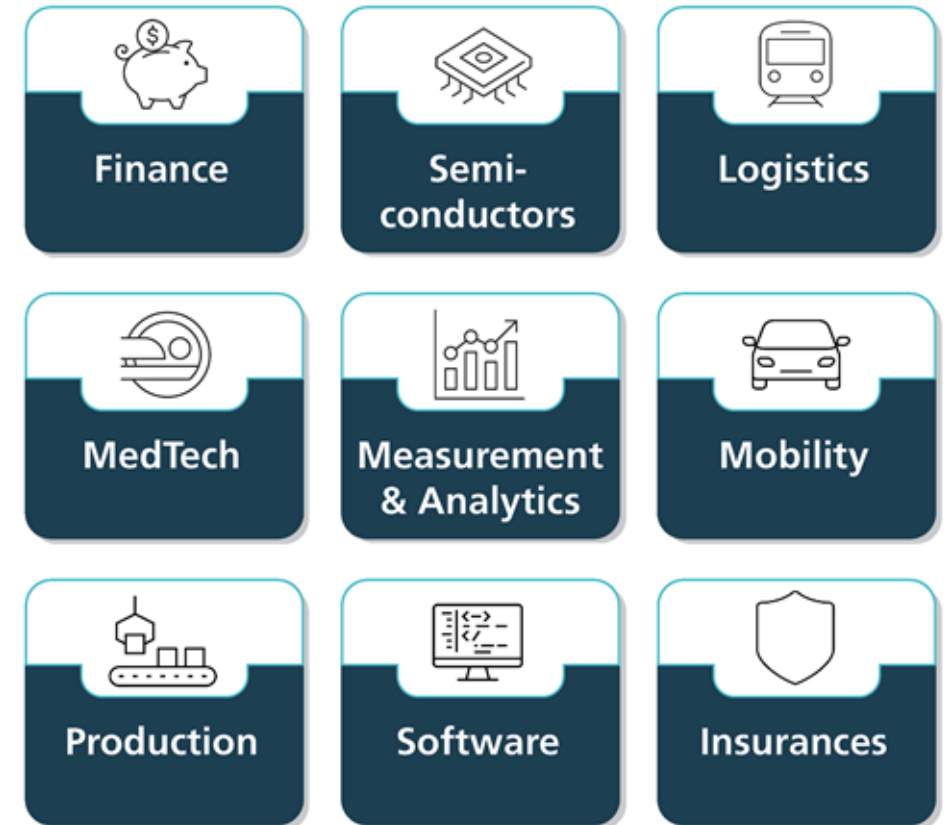 $
Finance
Semi-
conductors
Logistics
MedTech
Measurement
& Analytics
Mobility
Production
Software
Insurances